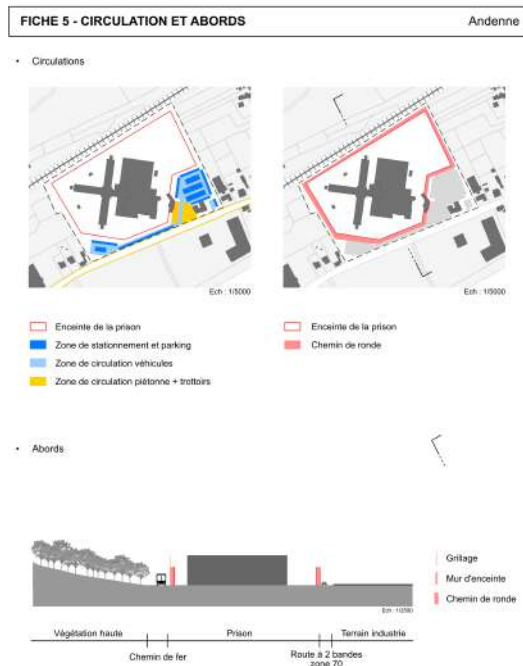 FICHE 5 - CIRCULATION ET ABORDS
Andenne
• Circulations
Ech : 1/5000
Ech : 1/5000
Enceinte de la prison
Zone de stationnement et parking
Zone de circulation véhicules
Zone de circulation piétonne + trottoirs
Enceinte de la prison
Chemin de ronde
• Abords
Grillage
Mur d'enceinte
Chemin de ronde
Végétation haute
Prison
Terrain industrie
Chemin de fer
Route à 2 bandes
zone 70